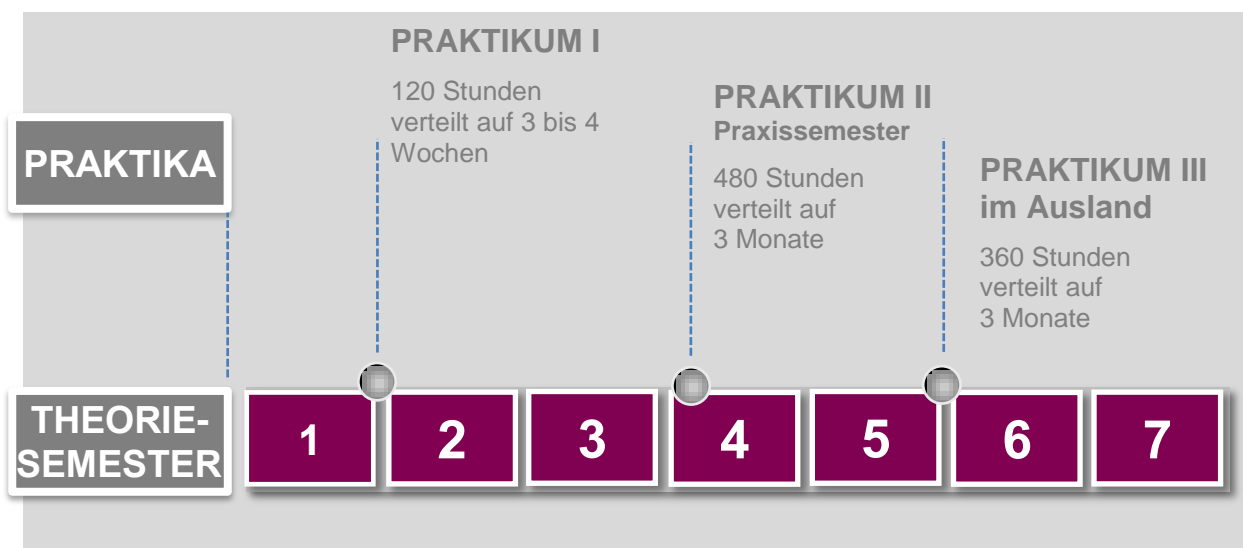 PRAKTIKUM I
120 Stunden
verteilt auf 3 bis 4
Wochen
PRAKTIKUM II
Praxissemester
480 Stunden
verteilt auf
3 Monate
PRAKTIKUM III
im Ausland
360 Stunden
verteilt auf
3 Monate
PRAKTIKA
THEORIE-
SEMESTER
1 2 3 4 5 6 7